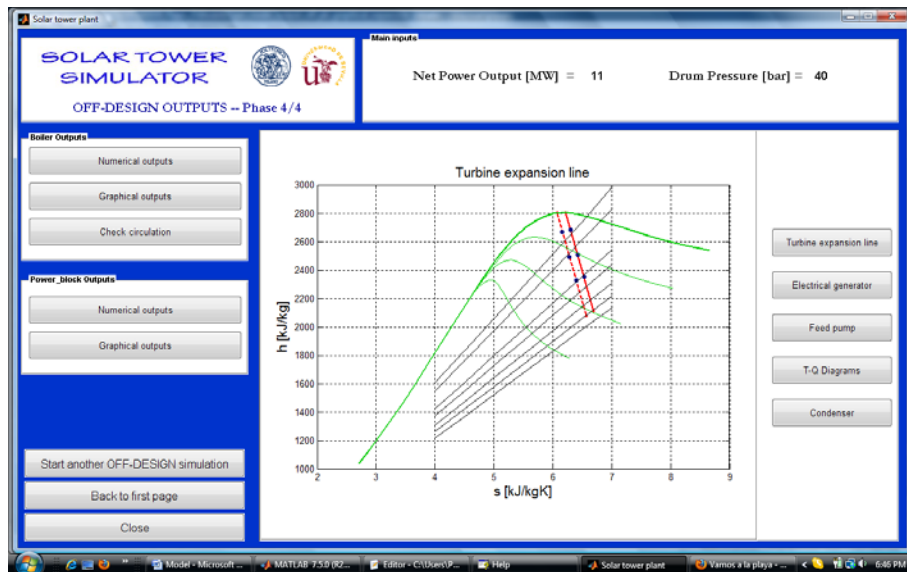 Solar tower plant
SOLAR TOWER
SIMULATOR
OFF-DESIGN OUTPUTS -- Phase 4/4
Main inputs
Net Power Output [MW] = 11
Drum Pressure [bar] = 40
Boiler Outputs
Numerical outputs
Graphical outputs
Check circulation
Power_block Outputs
Numerical outputs
Graphical outputs
Start another OFF-DESIGN simulation
Back to first page
Close
Turbine expansion line
3000
2800
2600
2400
2200
2000
1800
1600
1400
1200
1000
h [kJ/kg]
2 3 4 5 6 7 8 9
s [kJ/kgK]
Turbine expansion line
Electrical generator
Feed pump
T-Q Diagrams
Condenser
Model - Microsoft ...
MATLAB 7.5.0 (R2...
Editor - C:\Users\P...
Help
Solar tower plant
Vamos a la playa - ...
6:46 PM